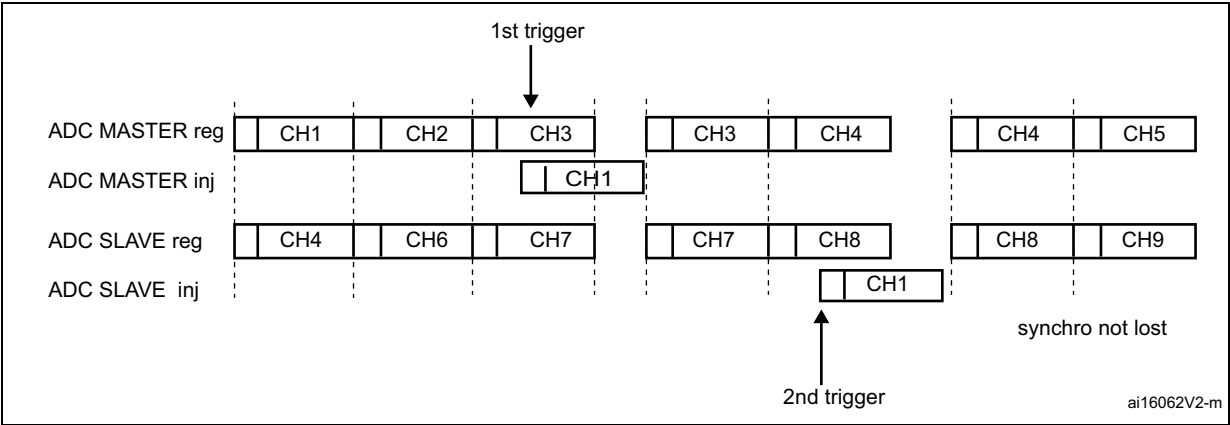 1st trigger
ADC MASTER reg CH1 CH2 CH3 CH3 CH4 CH4 CH5
ADC MASTER inj CH1
ADC SLAVE reg CH4 CH6 CH7 CH7 CH8 CH8 CH9
ADC SLAVE inj CH1
synchro not lost
2nd trigger
ai16062V2-m